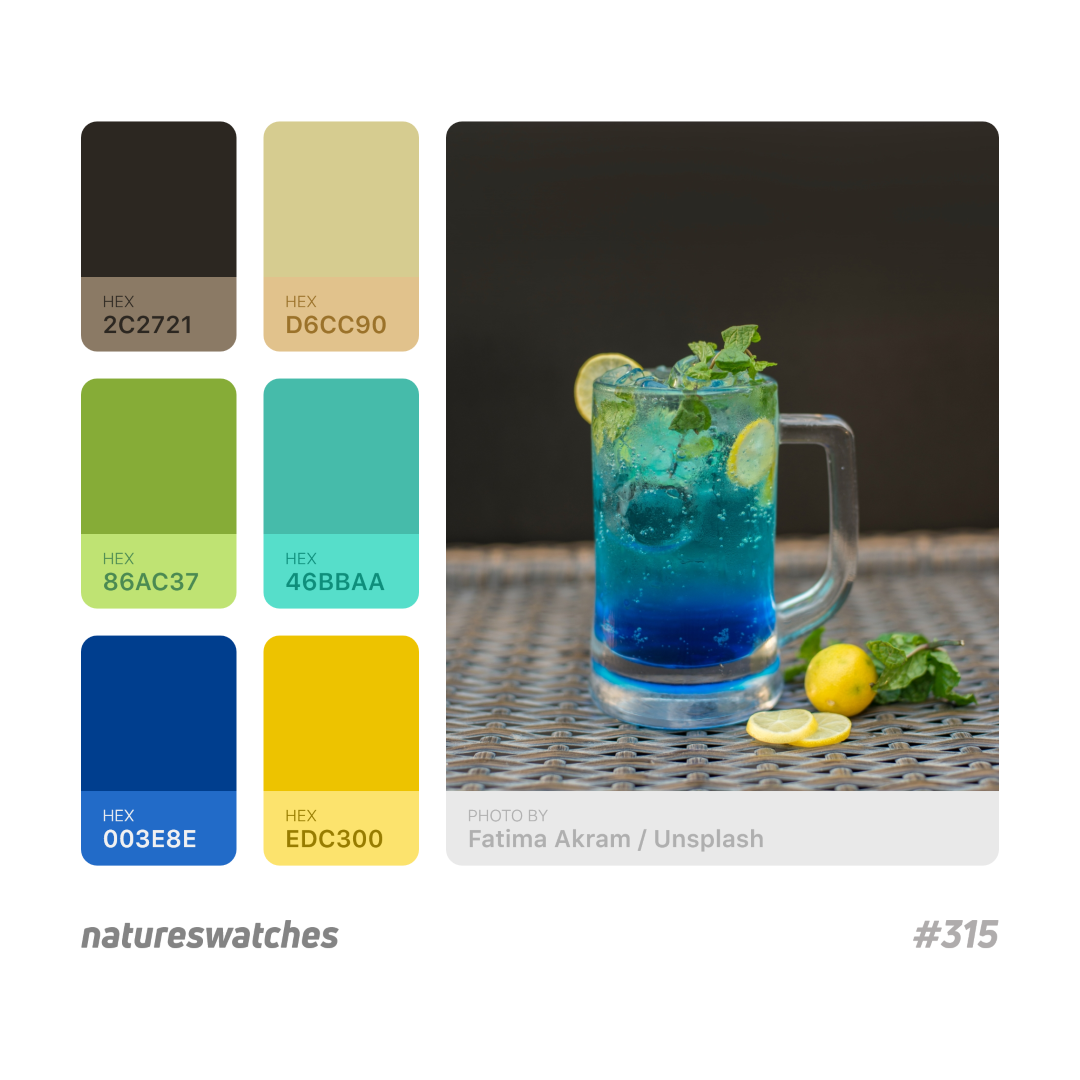 HEX
2C2721
HEX
D6CC90
HEX
86AC37
HEX
46BBAA
HEX
003E8E
HEX
EDC300
PHOTO BY
Fatima Akram / Unsplash
natureswatches
#315